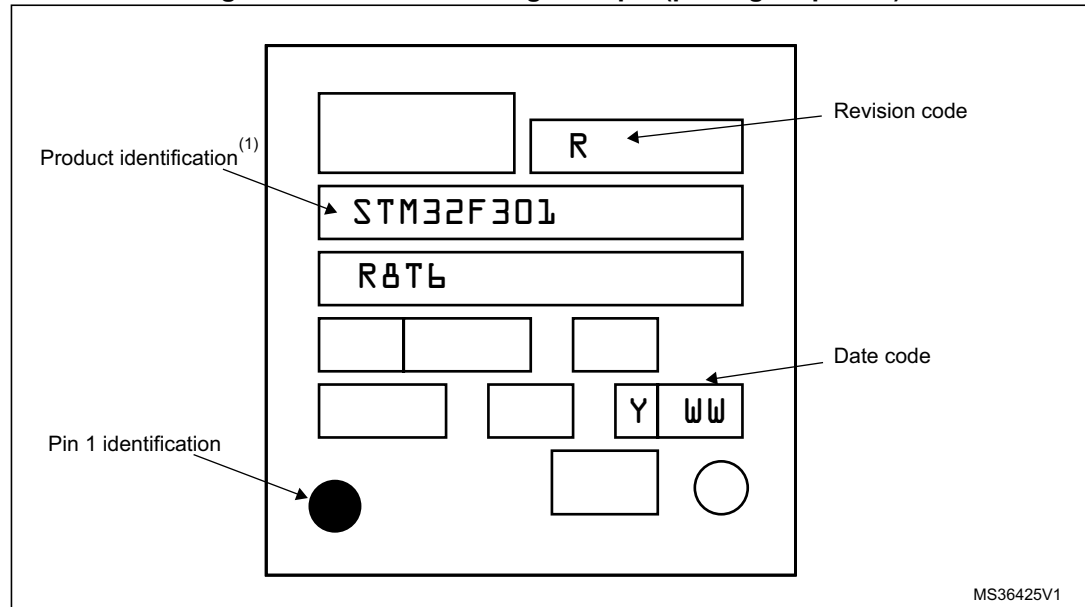 Revision code
R
Product identification(1)
STM32F301
R8T6
Date code
Y WW
Pin 1 identification
MS36425V1